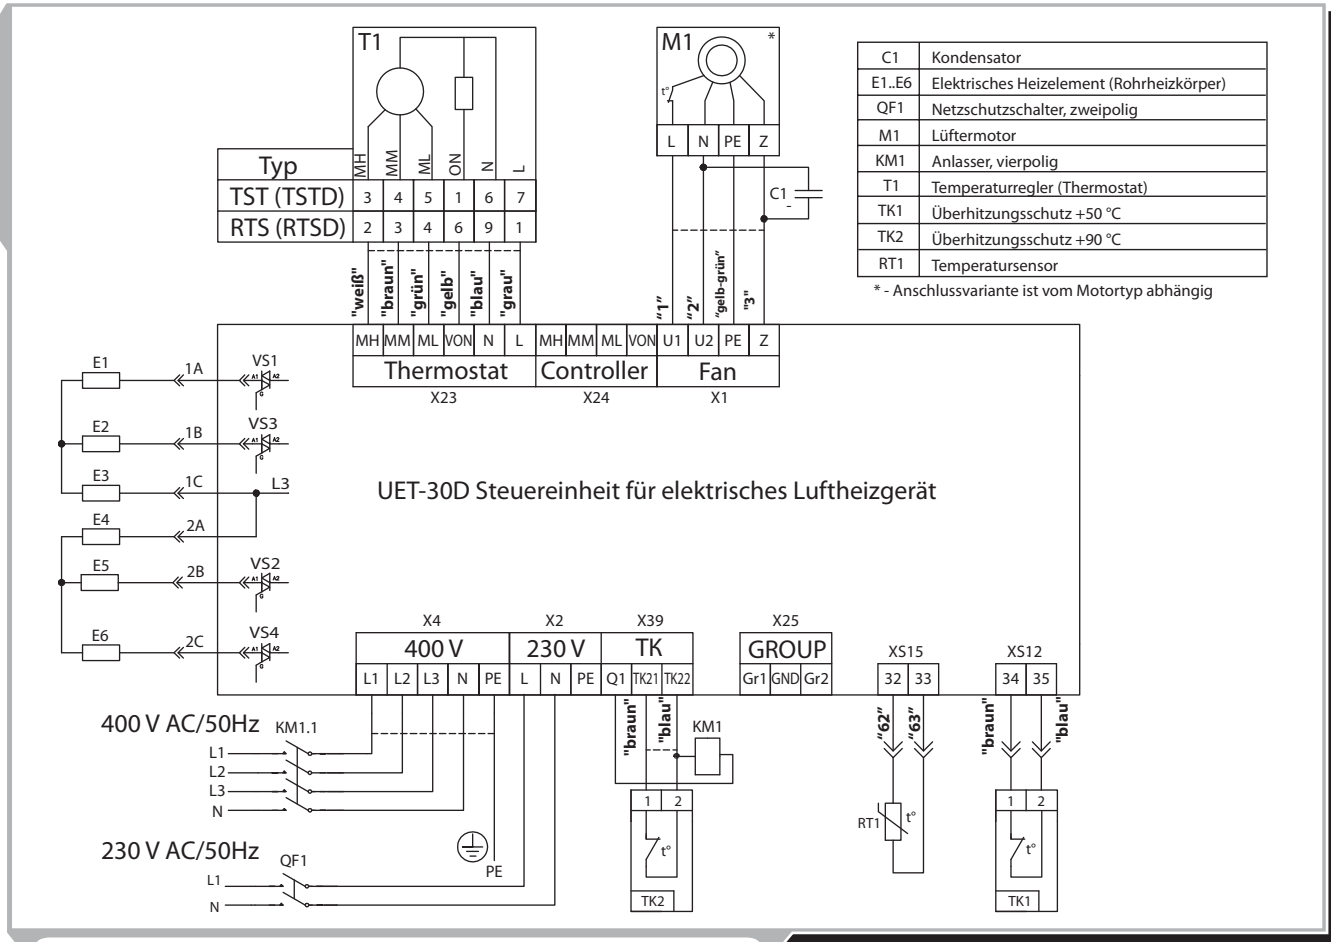 T1
M1
*
t°
C1 Kondensator
E1..E6 Elektrisches Heizelement (Rohrheizkörper)
QF1 Netzschutzschalter, zweipolig
M1 Lüftermotor
KM1 Anlasser, vierpolig
T1 Temperaturregler (Thermostat)
TK1 Überhitzungsschutz +50 °C
TK2 Überhitzungsschutz +90 °C
RT1 Temperatursensor
* - Anschlussvariante ist vom Motortyp abhängig
L N PE Z
C1
Typ MH MM ML ON N L
TST (TSTD) 3 4 5 1 6 7
RTS (RTSD) 2 3 4 6 9 1
"weiß" "braun" "grün" "gelb" "blau" "grau"
"1" "2" "gelb-grün" "3"
MH MM ML VON N L MH MM ML VON U1 U2 PE Z
Thermostat Controller Fan
X23 X24 X1
E1 1A VS1 A1 A2 G
E2 1B VS3 A1 A2 G
E3 1C L3
E4 2A
E5 2B VS2 A1 A2 G
E6 2C VS4 A1 A2 G
UET-30D Steuereinheit für elektrisches Luftheizgerät
X4 X2 X39 X25
400 V 230 V TK GROUP
XS15 XS12
L1 L2 L3 N PE L N PE Q1 TK21 TK22 Gr1 GND Gr2 32 33 34 35
"braun" "blau" "62" "63" "braun" "blau"
400 V AC/50Hz KM1.1
L1
L2
L3
N
KM1
1 2
t°
TK2
RT1 t°
1 2
t°
TK1
PE
230 V AC/50Hz QF1
L1
N